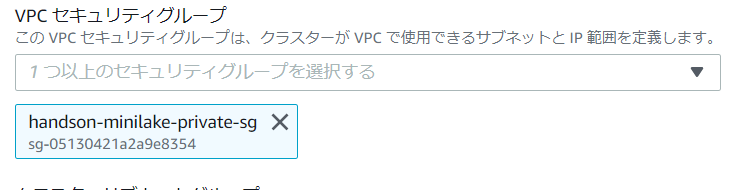 VPC セキュリティグループ
この VPC セキュリティグループは、クラスターが VPC で使用できるサブネットと IP 範囲を定義します。
1 つ以上のセキュリティグループを選択する
handson-minilake-private-sg
sg-05130421a2a9e8354